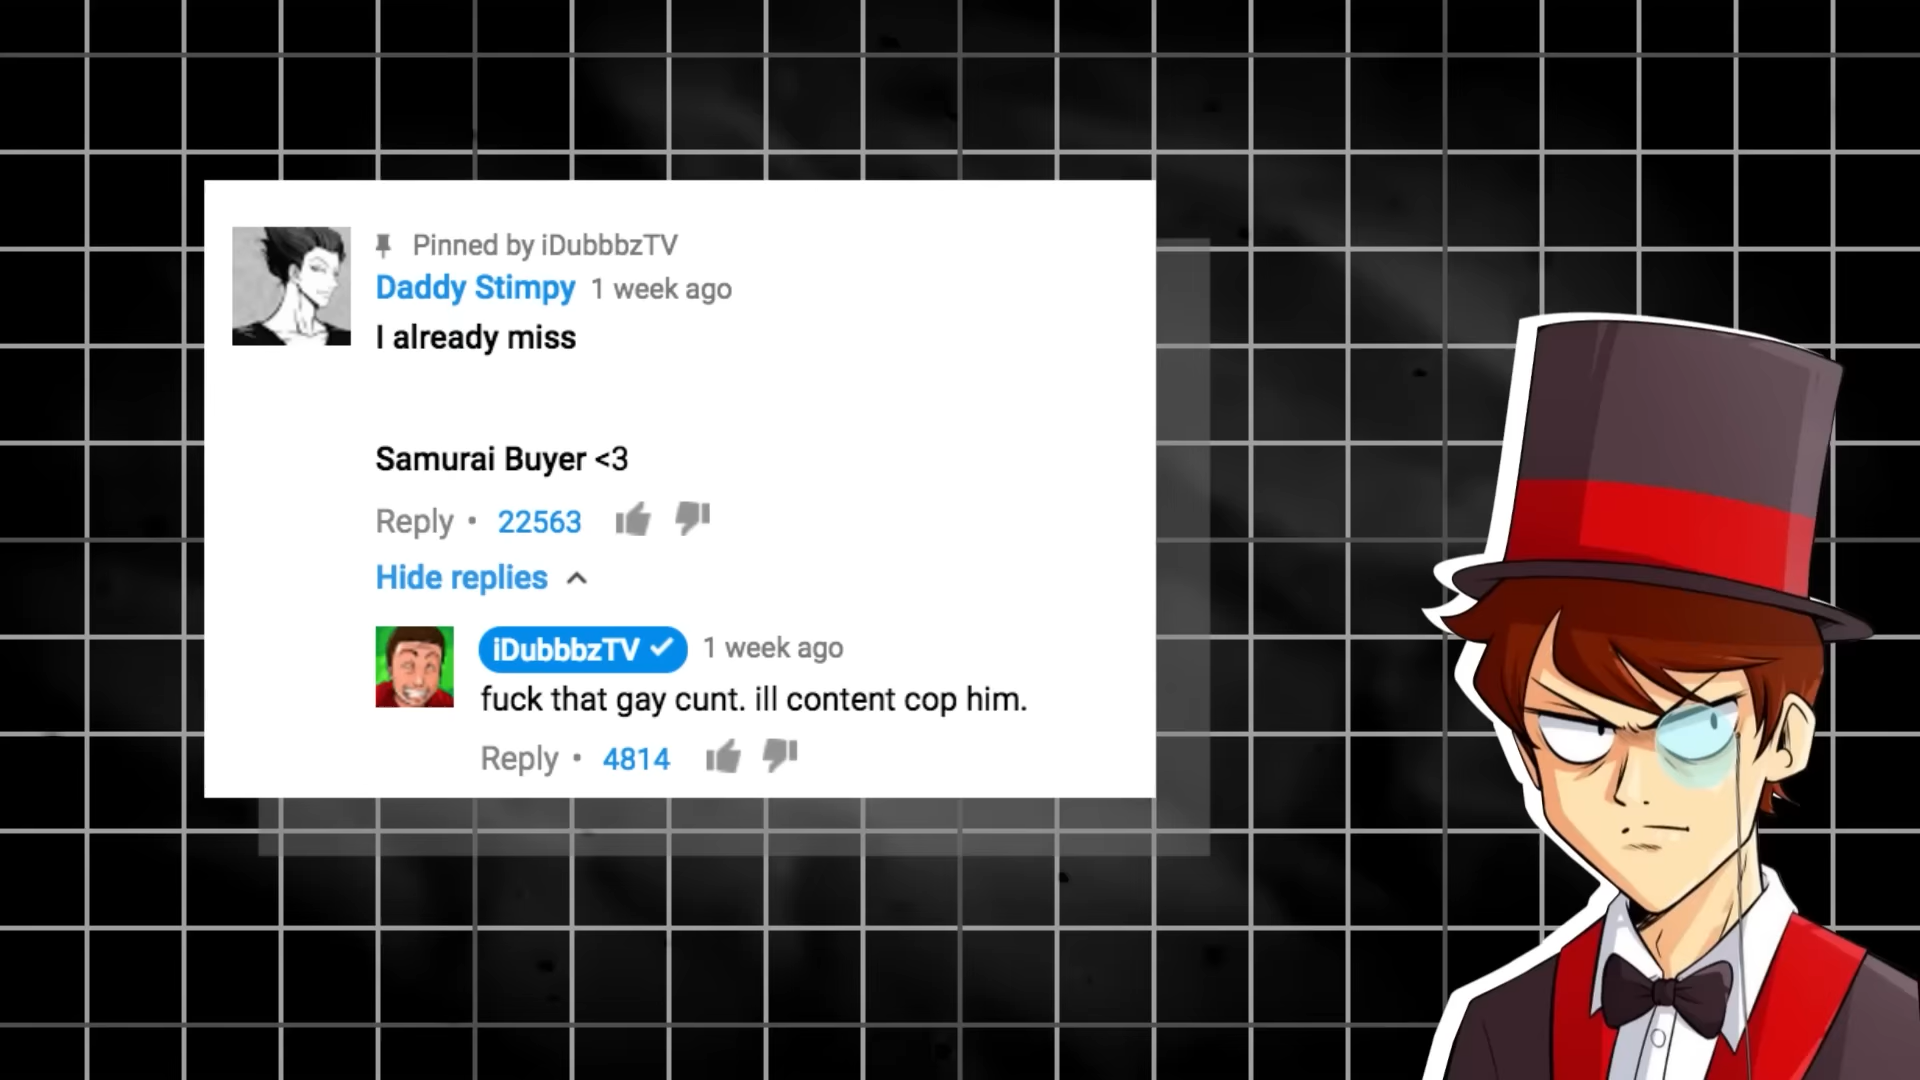 Pinned by iDubbbzTV
Daddy Stimpy 1 week ago
I already miss
Samurai Buyer <3
Reply • 22563
Hide replies
iDubbbzTV 1 week ago
fuck that gay cunt. ill content cop him.
Reply • 4814